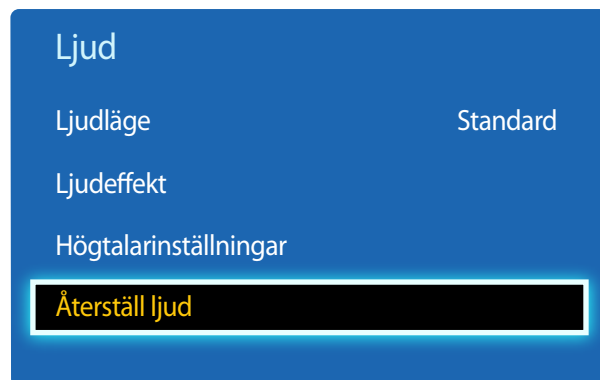 Ljud
Ljudläge Standard
Ljudeffekt
Högtalarinställningar
Återställ ljud